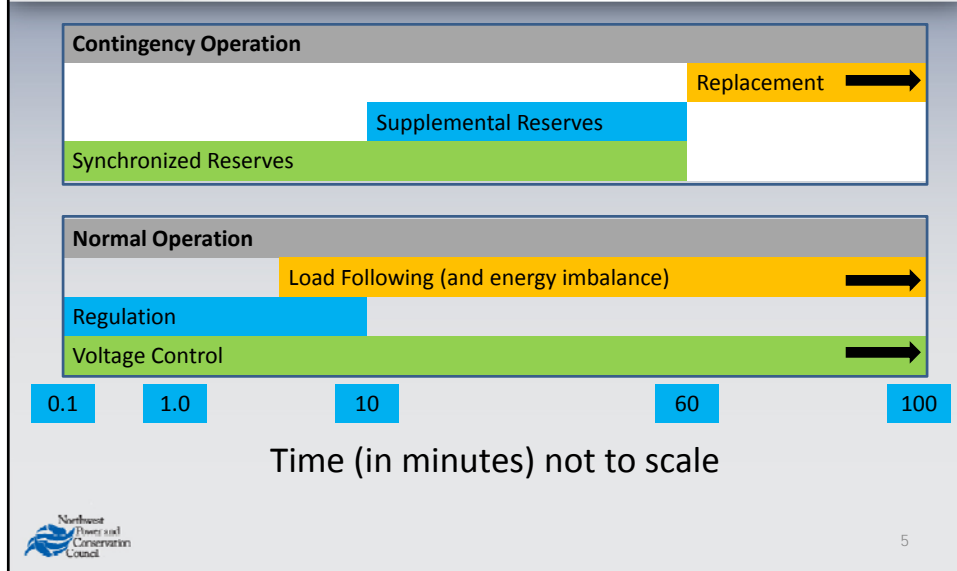 Contingency Operation
Replacement
Supplemental Reserves
Synchronized Reserves
Normal Operation
Load Following (and energy imbalance)
Regulation
Voltage Control
0.1 1.0 10 60 100
Time (in minutes) not to scale
Northwest
Power and
Conservation
Council
5